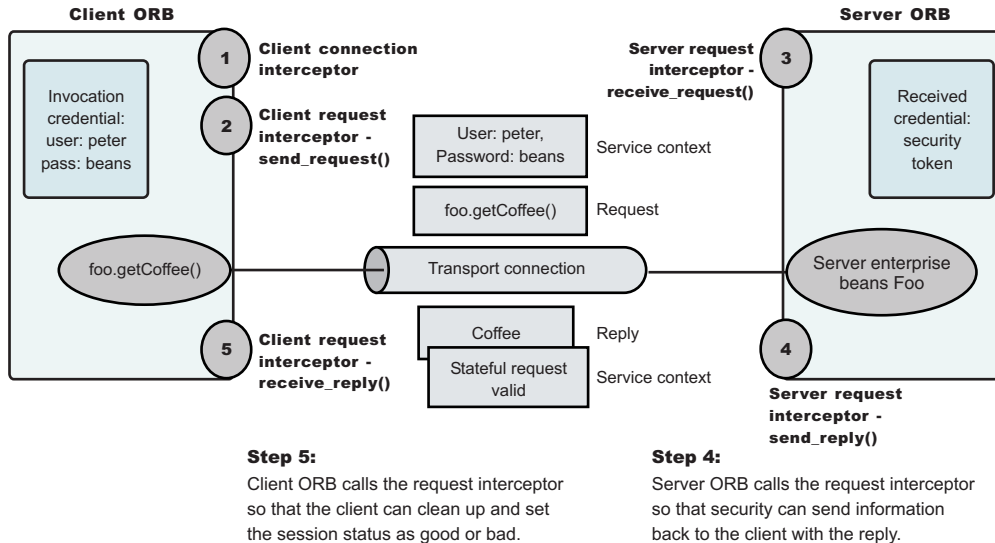 Client ORB
Server ORB
1
Client connection
interceptor
Invocation
credential:
user: peter
pass: beans
2
Client request
interceptor -
send_request()
User: peter,
Password: beans
Service context
Server request
interceptor -
receive_request()
3
Received
credential:
security
token
foo.getCoffee()
Request
foo.getCoffee()
Transport connection
Server enterprise
beans Foo
5
Client request
interceptor -
receive_reply()
Coffee
Reply
Stateful request
valid
Service context
4
Server request
interceptor -
send_reply()
Step 5:
Client ORB calls the request interceptor
so that the client can clean up and set
the session status as good or bad.
Step 4:
Server ORB calls the request interceptor
so that security can send information
back to the client with the reply.